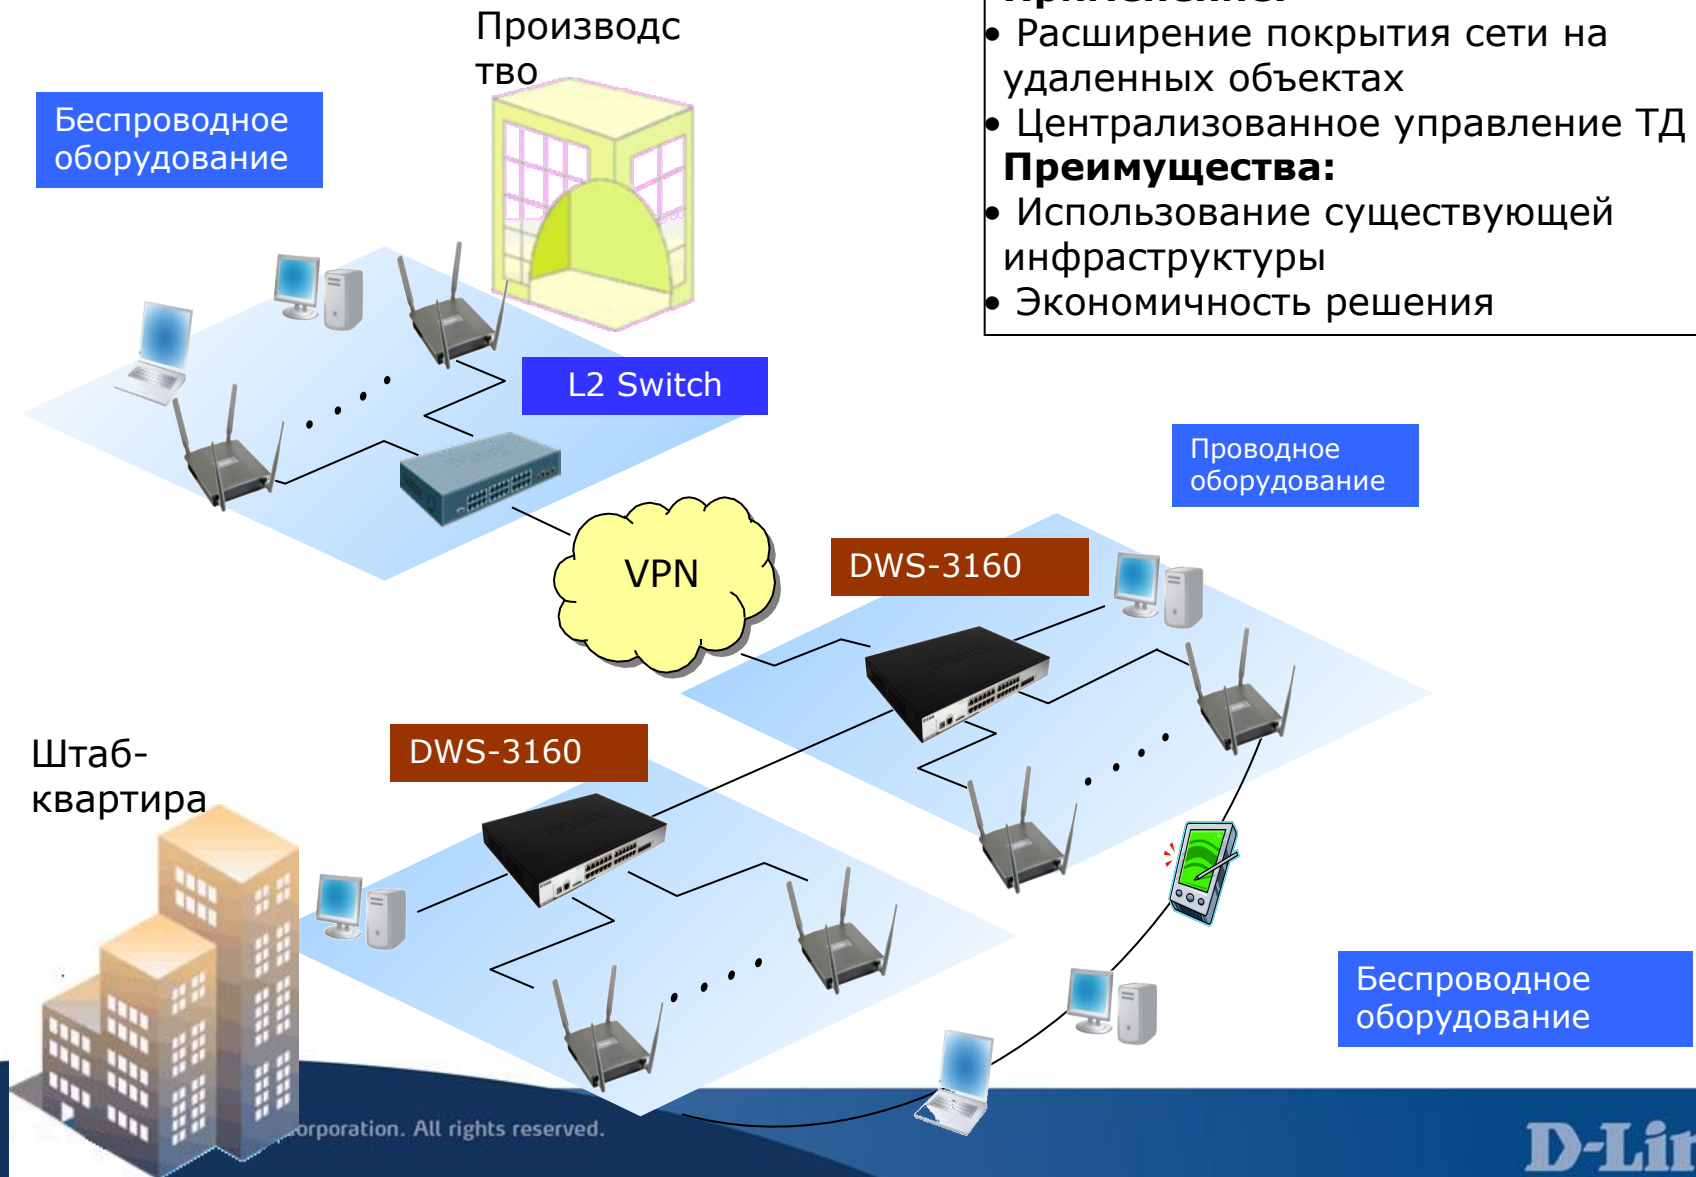 Производс
тво
Беспроводное
оборудование
• Расширение покрытия сети на
удаленных объектах
• Централизованное управление ТД
Преимущества:
• Использование существующей
инфраструктуры
• Экономичность решения
L2 Switch
Проводное
оборудование
VPN
DWS-3160
DWS-3160
Штаб-
квартира
Беспроводное
оборудование
orporation. All rights reserved.
D-Lin